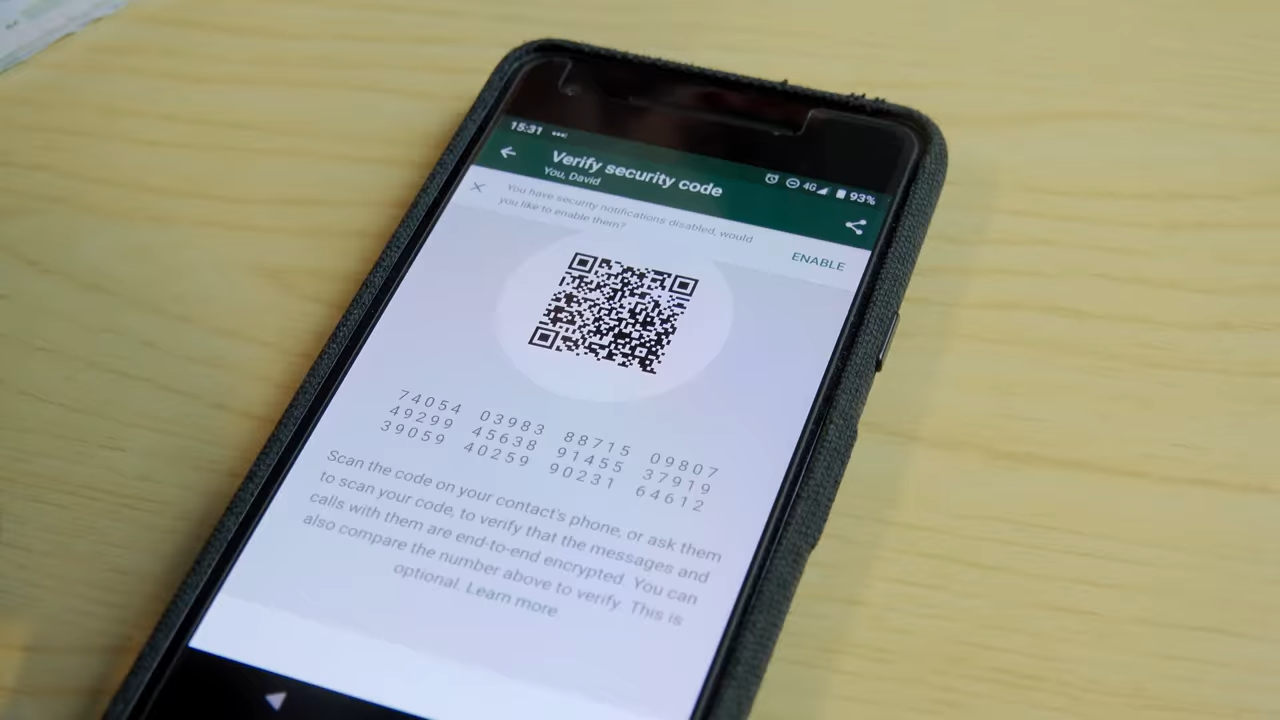 15:31
4G 93%
Verify security code
You, David
You have security notifications disabled, would
you like to enable them?
ENABLE
74054 03983 88715 09807
49299 45638 91455 37919
39059 40259 90231 64612
Scan the code on your contact's phone, or ask them
to scan your code, to verify that the messages and
calls with them are end-to-end encrypted. You can
also compare the number above to verify. This is
optional. Learn more